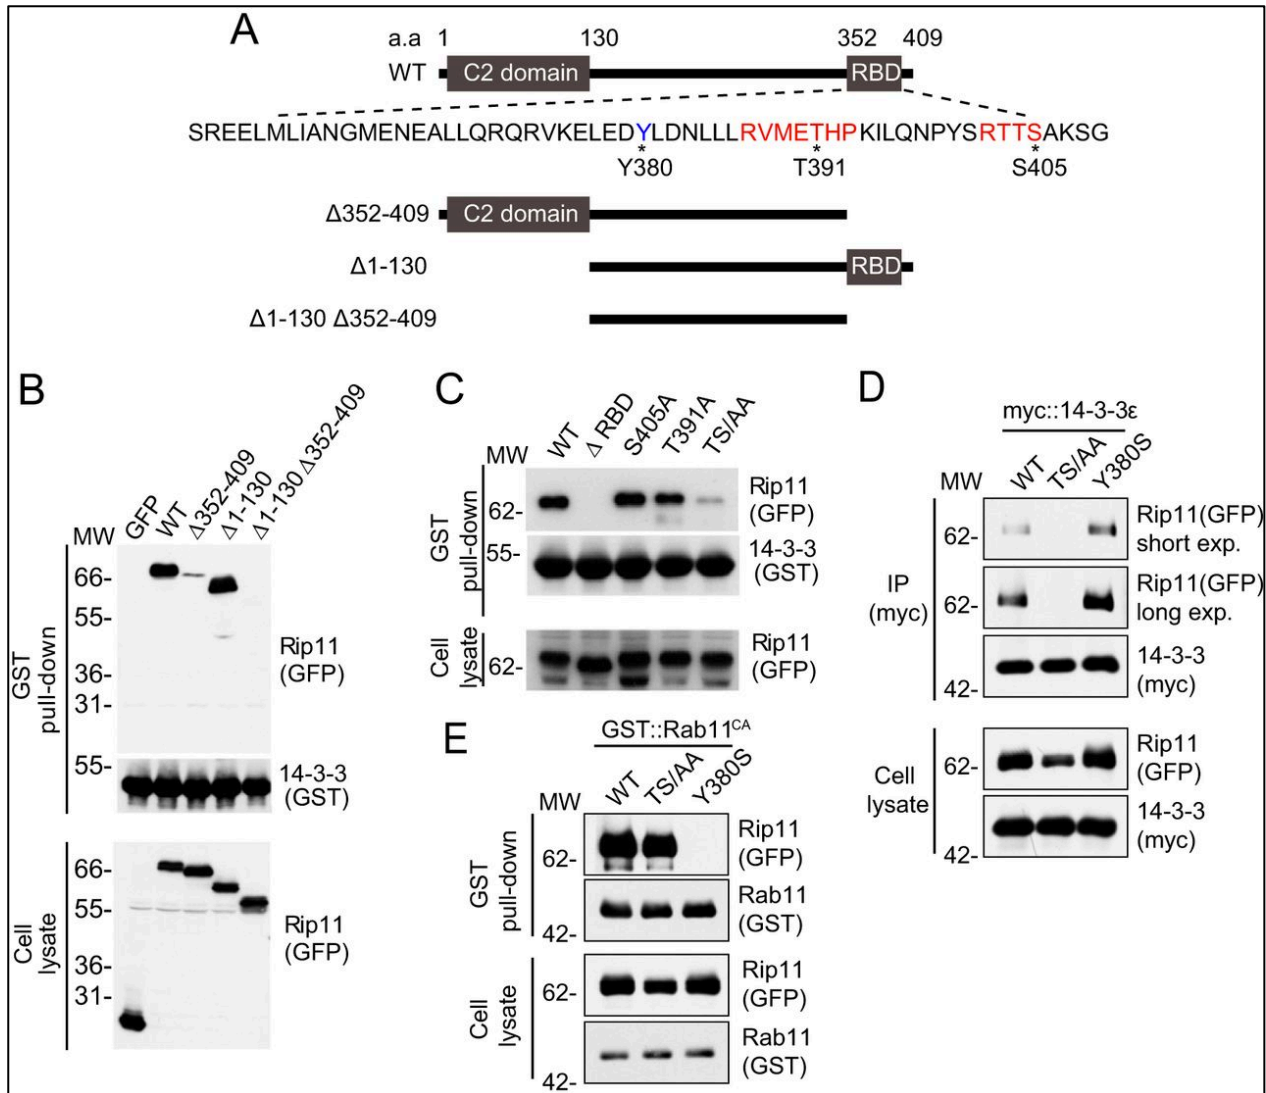 A
a.a 1 130 352 409
WT C2 domain RBD
SREELMLIANGMENEALLQRQRVKELEDYLDNLLLRVMETHPKILQNPYSRTTSAKSG
* * *
Y380 T391 S405
Δ352-409 C2 domain
Δ1-130 RBD
Δ1-130 Δ352-409
B
MW GFP WT Δ352-409 Δ1-130 Δ1-130 Δ352-409
GST pull-down
66-
55-
36-
31-
Rip11
(GFP)
55-
14-3-3
(GST)
Cell lysate
66-
55-
36-
31-
Rip11
(GFP)
C
MW WT Δ RBD S405A T391A TS/AA
GST pull-down
62-
Rip11
(GFP)
55-
14-3-3
(GST)
Cell lysate
62-
Rip11
(GFP)
D
myc::14-3-3ε
MW WT TS/AA Y380S
IP
(myc)
62-
Rip11(GFP)
short exp.
62-
Rip11(GFP)
long exp.
42-
14-3-3
(myc)
Cell
lysate
62-
Rip11
(GFP)
42-
14-3-3
(myc)
E
GST::Rab11CA
MW WT TS/AA Y380S
GST pull-down
62-
Rip11
(GFP)
42-
Rab11
(GST)
Cell lysate
62-
Rip11
(GFP)
42-
Rab11
(GST)